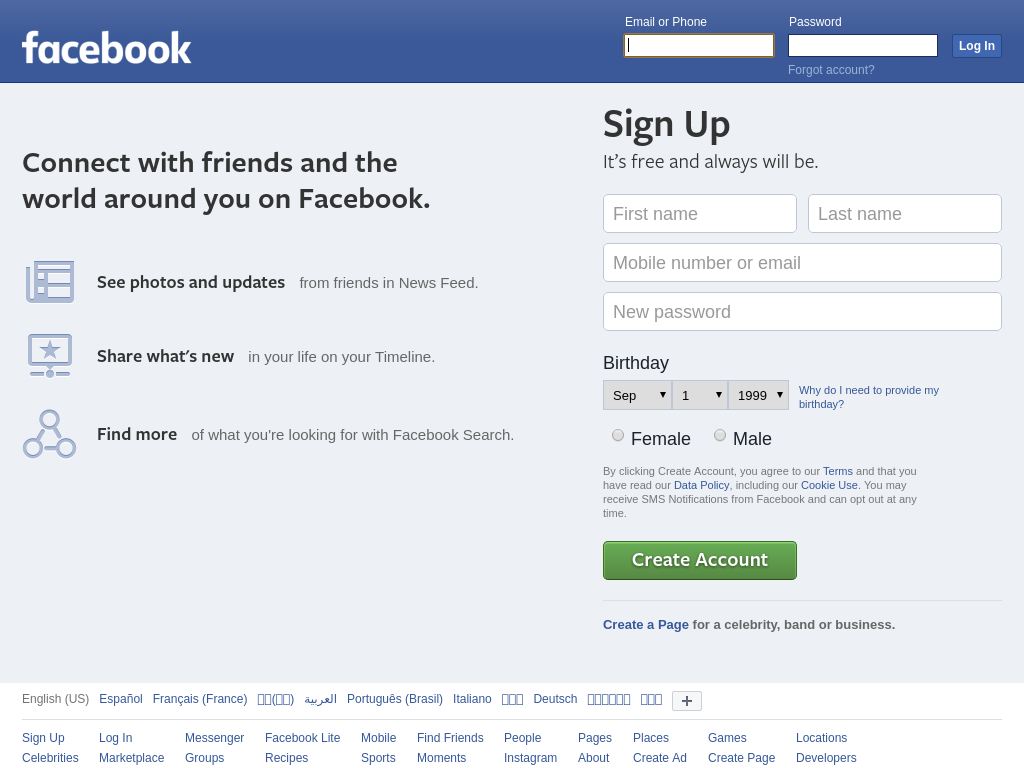 facebook
Email or Phone
Password
Log In
Forgot account?
Connect with friends and the
world around you on Facebook.
See photos and updates from friends in News Feed.
Share what's new in your life on your Timeline.
Find more of what you're looking for with Facebook Search.
Sign Up
It's free and always will be.
First name Last name
Mobile number or email
New password
Birthday
Sep 1 1999
Why do I need to provide my
birthday?
Female Male
By clicking Create Account, you agree to our Terms and that you
have read our Data Policy, including our Cookie Use. You may
receive SMS Notifications from Facebook and can opt out at any
time.
Create Account
Create a Page for a celebrity, band or business.
English (US) Español Français (France) العربية Português (Brasil) Italiano Deutsch
Sign Up Log In Messenger Facebook Lite Mobile Find Friends People Pages Places Games Locations
Celebrities Marketplace Groups Recipes Sports Moments Instagram About Create Ad Create Page Developers